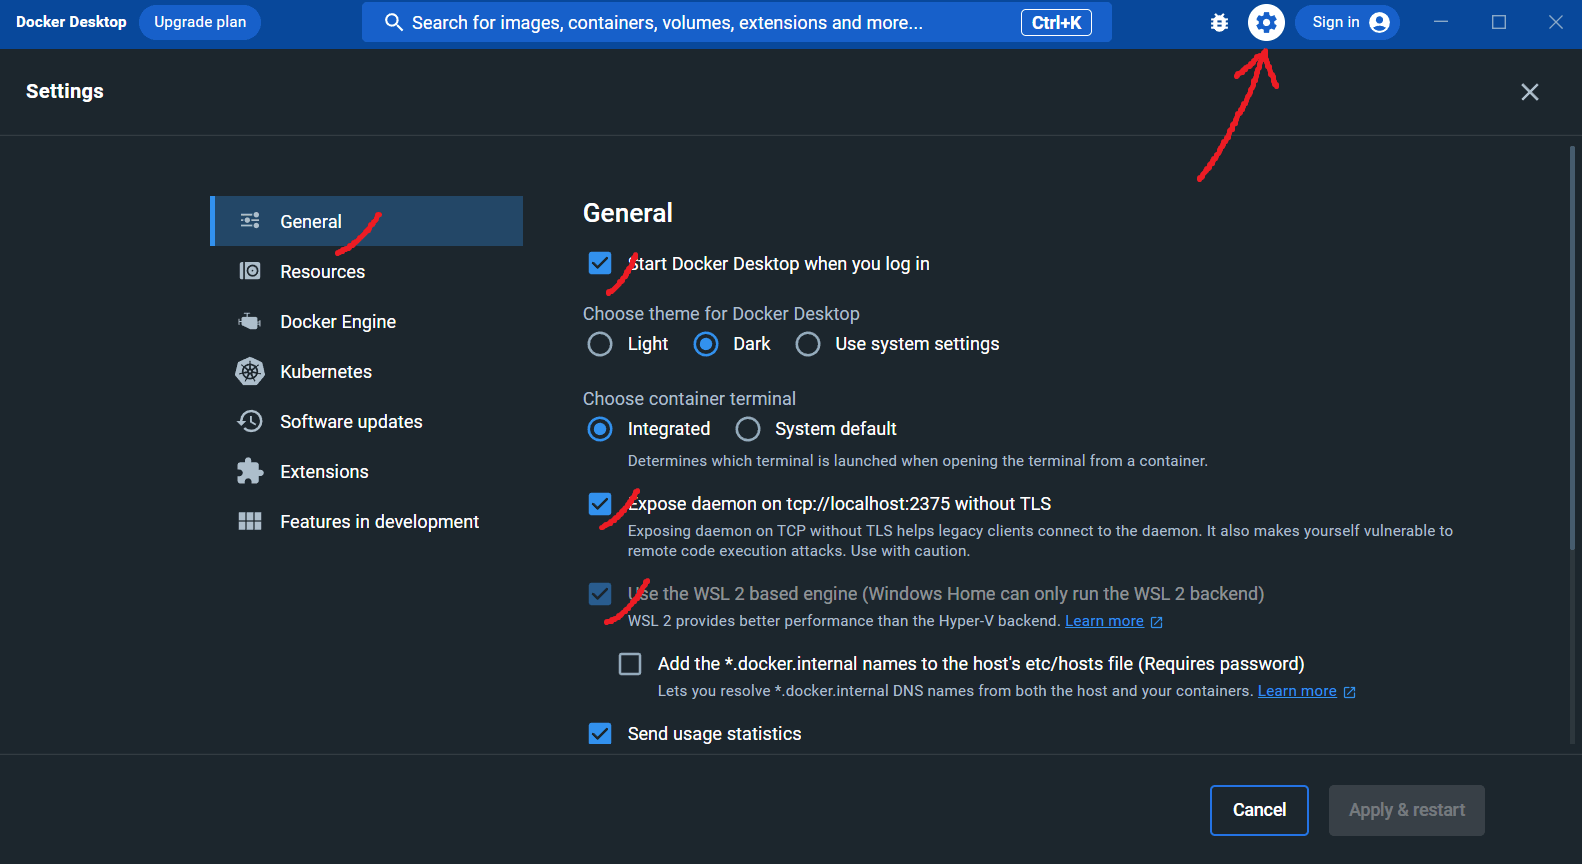 Docker Desktop Upgrade plan Search for images, containers, volumes, extensions and more... Ctrl+K Sign in
Settings
General
Resources
Docker Engine
Kubernetes
Software updates
Extensions
Features in development
General
Start Docker Desktop when you log in
Choose theme for Docker Desktop
Light Dark Use system settings
Choose container terminal
Integrated System default
Determines which terminal is launched when opening the terminal from a container.
Expose daemon on tcp://localhost:2375 without TLS
Exposing daemon on TCP without TLS helps legacy clients connect to the daemon. It also makes yourself vulnerable to
remote code execution attacks. Use with caution.
Use the WSL 2 based engine (Windows Home can only run the WSL 2 backend)
WSL 2 provides better performance than the Hyper-V backend. Learn more
Add the *.docker.internal names to the host's etc/hosts file (Requires password)
Lets you resolve *.docker.internal DNS names from both the host and your containers. Learn more
Send usage statistics
Cancel Apply & restart